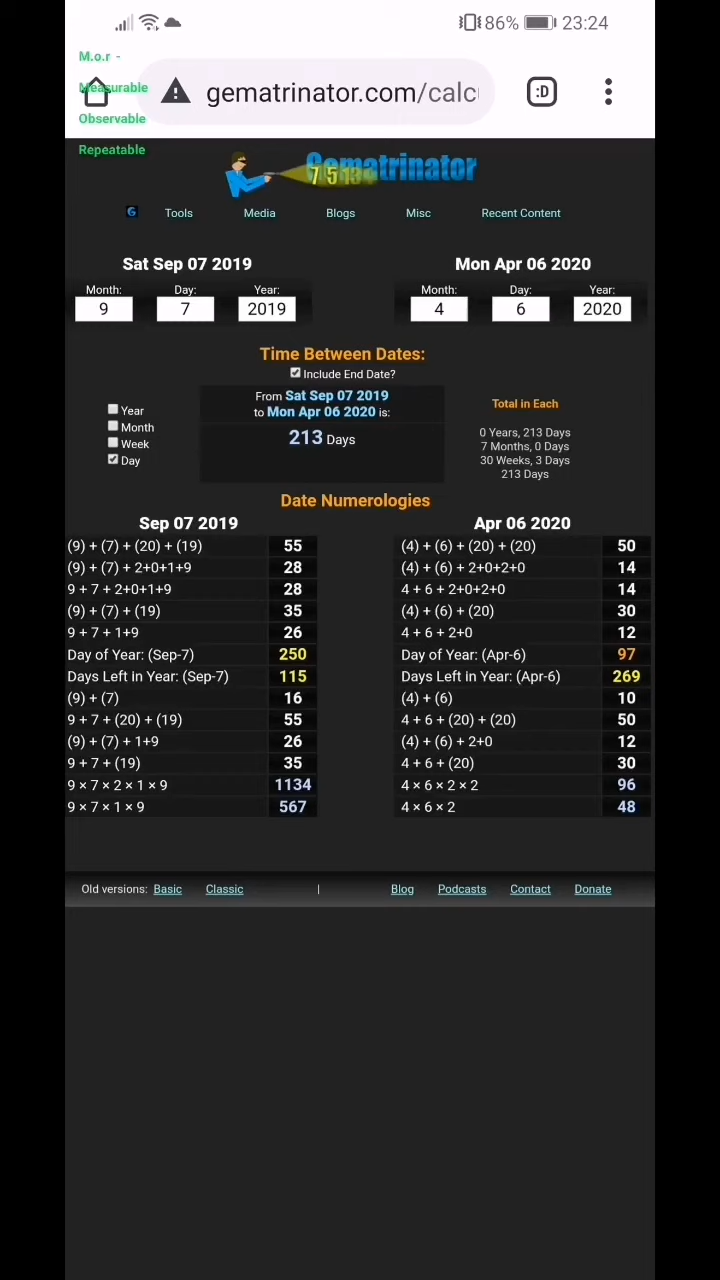 86% 23:24
M.o.r -
Measurable
Observable
Repeatable
gematrinator.com/calc
:D
Gematrinator
7 5 13
G Tools Media Blogs Misc Recent Content
Sat Sep 07 2019
Month: Day: Year:
9 7 2019
Mon Apr 06 2020
Month: Day: Year:
4 6 2020
Time Between Dates:
Include End Date?
Year
Month
Week
Day
From Sat Sep 07 2019
to Mon Apr 06 2020 is:
213 Days
Total in Each
0 Years, 213 Days
7 Months, 0 Days
30 Weeks, 3 Days
213 Days
Date Numerologies
Sep 07 2019
(9) + (7) + (20) + (19) 55
(9) + (7) + 2+0+1+9 28
9 + 7 + 2+0+1+9 28
(9) + (7) + (19) 35
9 + 7 + 1+9 26
Day of Year: (Sep-7) 250
Days Left in Year: (Sep-7) 115
(9) + (7) 16
9 + 7 + (20) + (19) 55
(9) + (7) + 1+9 26
9 + 7 + (19) 35
9 × 7 × 2 × 1 × 9 1134
9 × 7 × 1 × 9 567
Apr 06 2020
(4) + (6) + (20) + (20) 50
(4) + (6) + 2+0+2+0 14
4 + 6 + 2+0+2+0 14
(4) + (6) + (20) 30
4 + 6 + 2+0 12
Day of Year: (Apr-6) 97
Days Left in Year: (Apr-6) 269
(4) + (6) 10
4 + 6 + (20) + (20) 50
(4) + (6) + 2+0 12
4 + 6 + (20) 30
4 × 6 × 2 × 2 96
4 × 6 × 2 48
Old versions: Basic Classic | Blog Podcasts Contact Donate